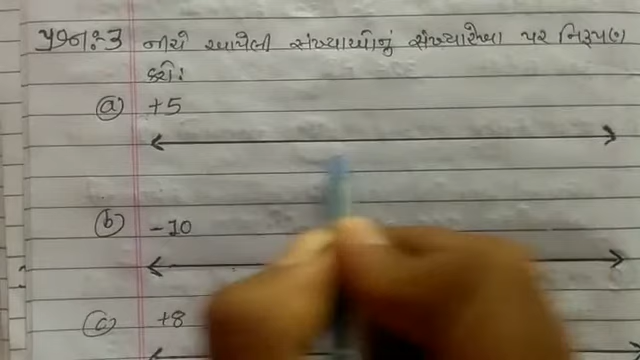 પ્રશ્ન:-3 નીચે આપેલી સંખ્યાઓનું સંખ્યારેખા પર નિરૂપણ
કરો:
(a) +5
(b) -10
(c) +8